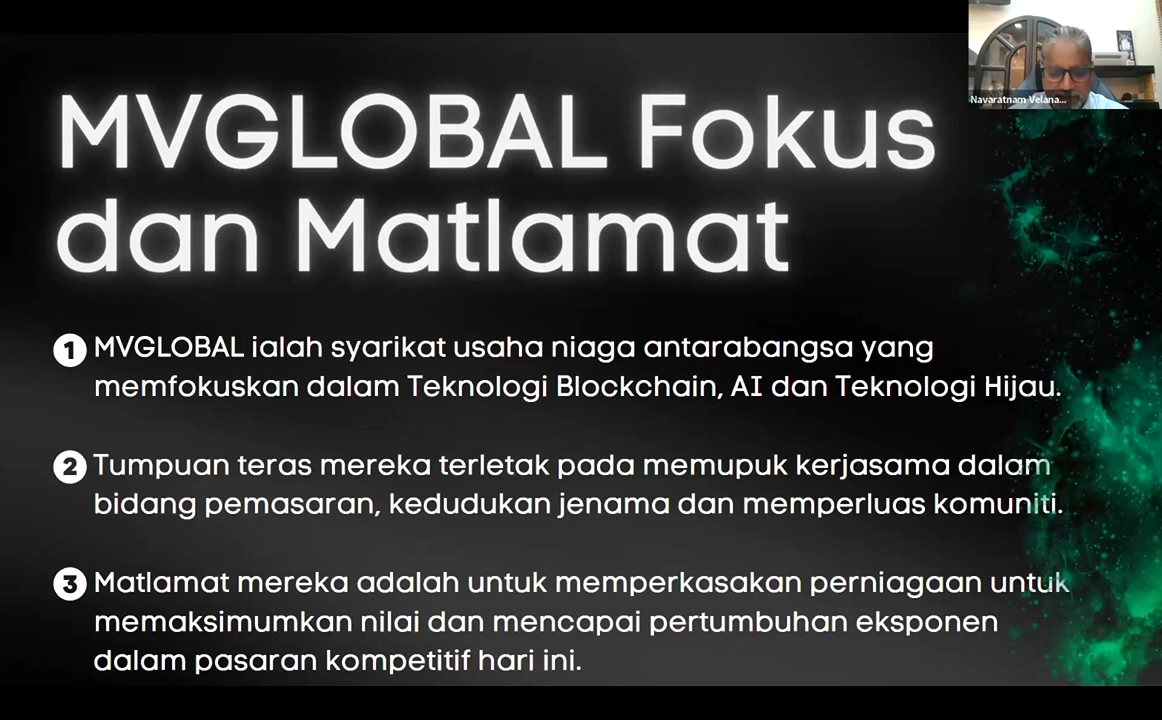 MVGLOBAL Fokus
dan Matlamat
Navaratnam Velana...
1 MVGLOBAL ialah syarikat usaha niaga antarabangsa yang
memfokuskan dalam Teknologi Blockchain, AI dan Teknologi Hijau.
2 Tumpuan teras mereka terletak pada memupuk kerjasama dalam
bidang pemasaran, kedudukan jenama dan memperluas komuniti.
3 Matlamat mereka adalah untuk memperkasakan perniagaan untuk
memaksimumkan nilai dan mencapai pertumbuhan eksponen
dalam pasaran kompetitif hari ini.